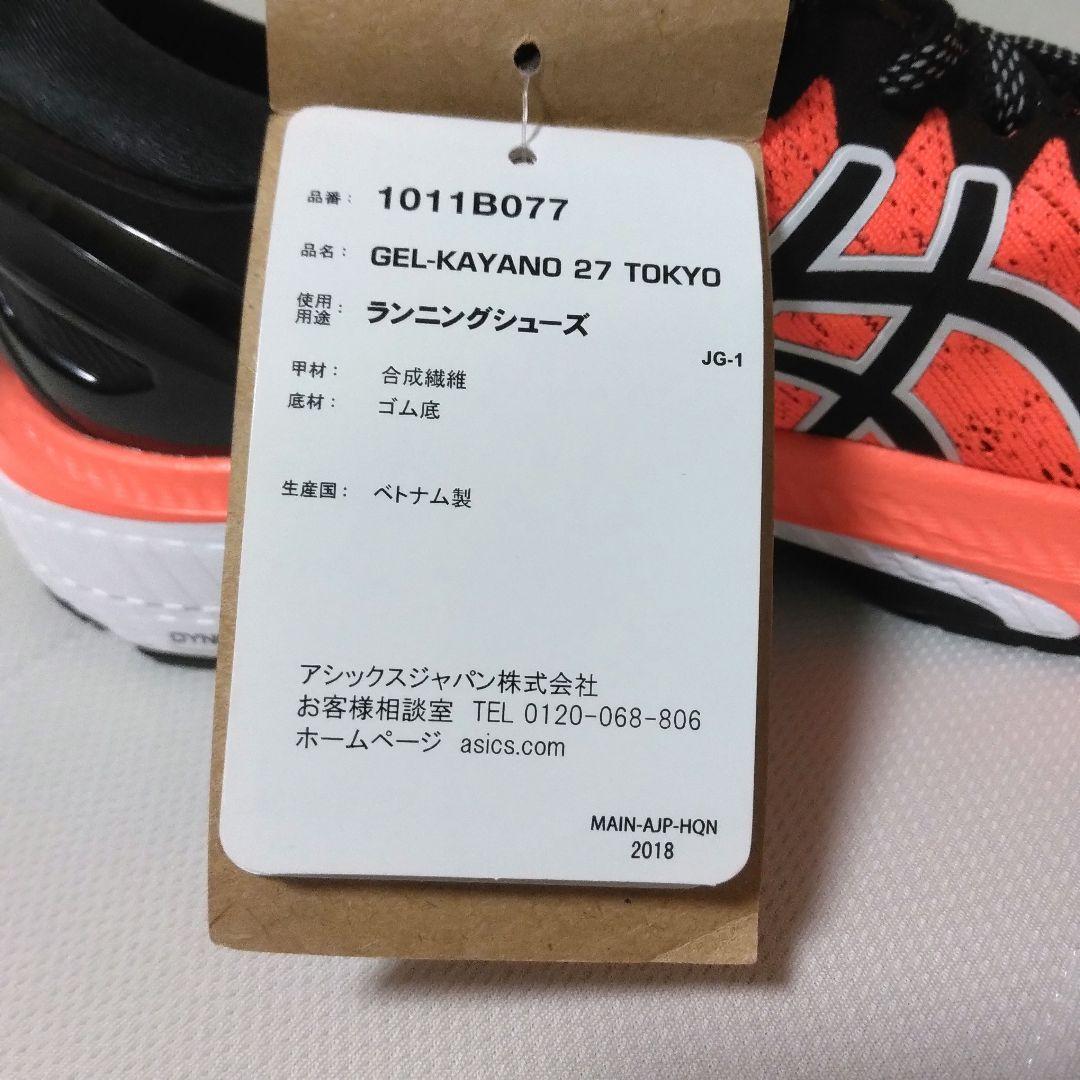 品番: 1011B077
品名: GEL-KAYANO 27 TOKYO
使用
用途: ランニングシューズ
JG-1
甲材: 合成繊維
底材: ゴム底
生産国: ベトナム製
アシックスジャパン株式会社
お客様相談室 TEL 0120-068-806
ホームページ asics.com
MAIN-AJP-HQN
2018